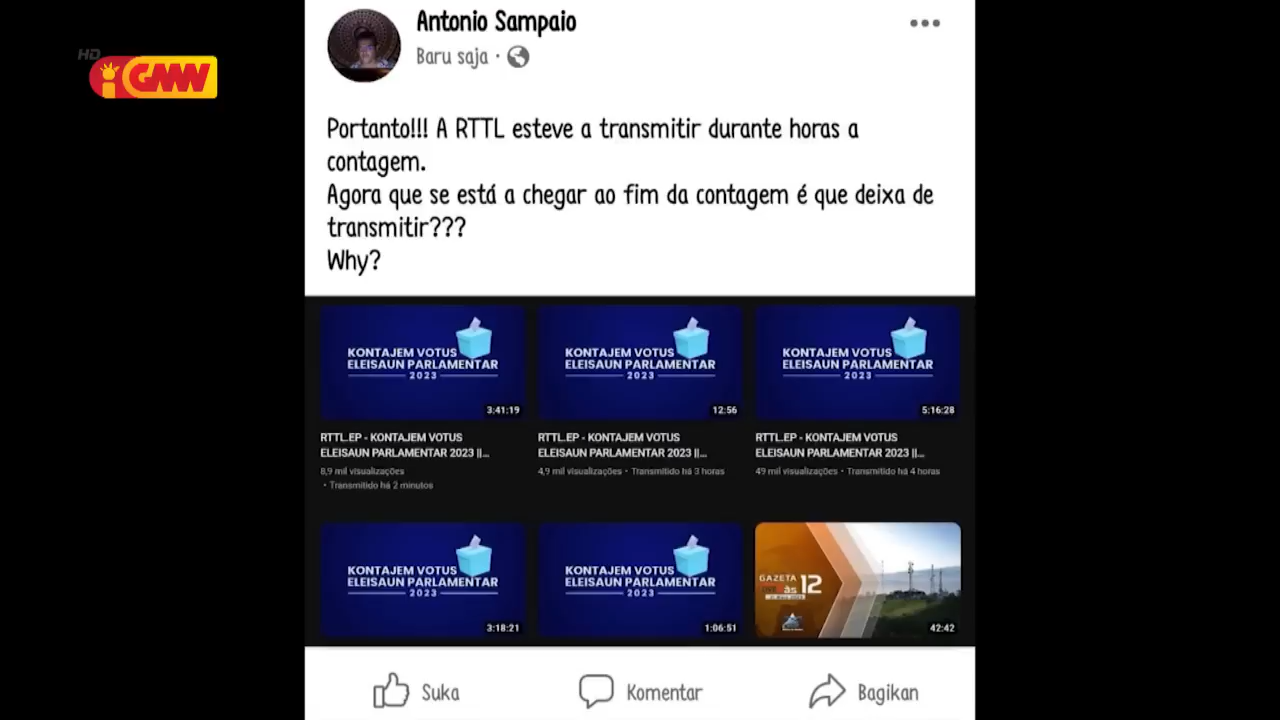 HD
GMN
Antonio Sampaio
Baru saja ·
Portanto!!! A RTTL esteve a transmitir durante horas a
contagem.
Agora que se está a chegar ao fim da contagem é que deixa de
transmitir???
Why?
KONTAJEM VOTUS
ELEISAUN PARLAMENTAR
2023
3:41:19
RTTL.EP - KONTAJEM VOTUS
ELEISAUN PARLAMENTAR 2023 ||...
8,9 mil visualizações
• Transmitido há 2 minutos
KONTAJEM VOTUS
ELEISAUN PARLAMENTAR
2023
12:56
RTTL.EP - KONTAJEM VOTUS
ELEISAUN PARLAMENTAR 2023 ||...
4,9 mil visualizações • Transmitido há 3 horas
KONTAJEM VOTUS
ELEISAUN PARLAMENTAR
2023
5:16:28
RTTL.EP - KONTAJEM VOTUS
ELEISAUN PARLAMENTAR 2023 ||...
49 mil visualizações • Transmitido há 4 horas
KONTAJEM VOTUS
ELEISAUN PARLAMENTAR
2023
3:18:21
KONTAJEM VOTUS
ELEISAUN PARLAMENTAR
2023
1:06:51
GAZETA
às 12
42:42
Suka
Komentar
Bagikan